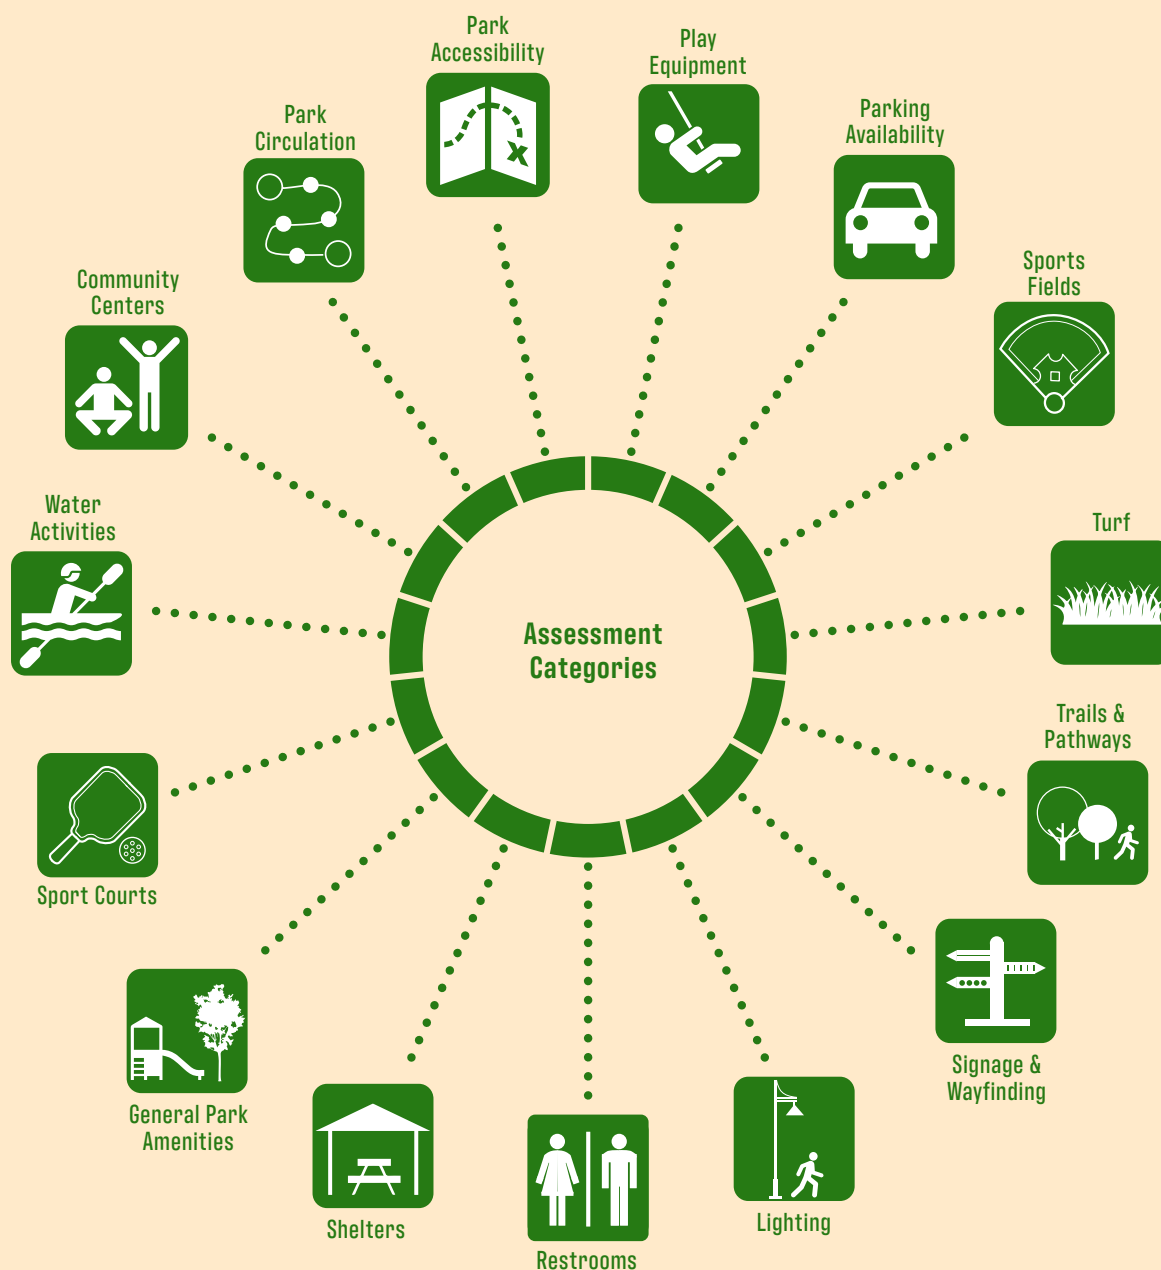 Park
Accessibility
Play
Equipment
Parking
Availability
Park
Circulation
Sports
Fields
Community
Centers
Water
Activities
Turf
Assessment
Categories
Trails &
Pathways
Sport Courts
Signage &
Wayfinding
General Park
Amenities
Shelters
Lighting
Restrooms